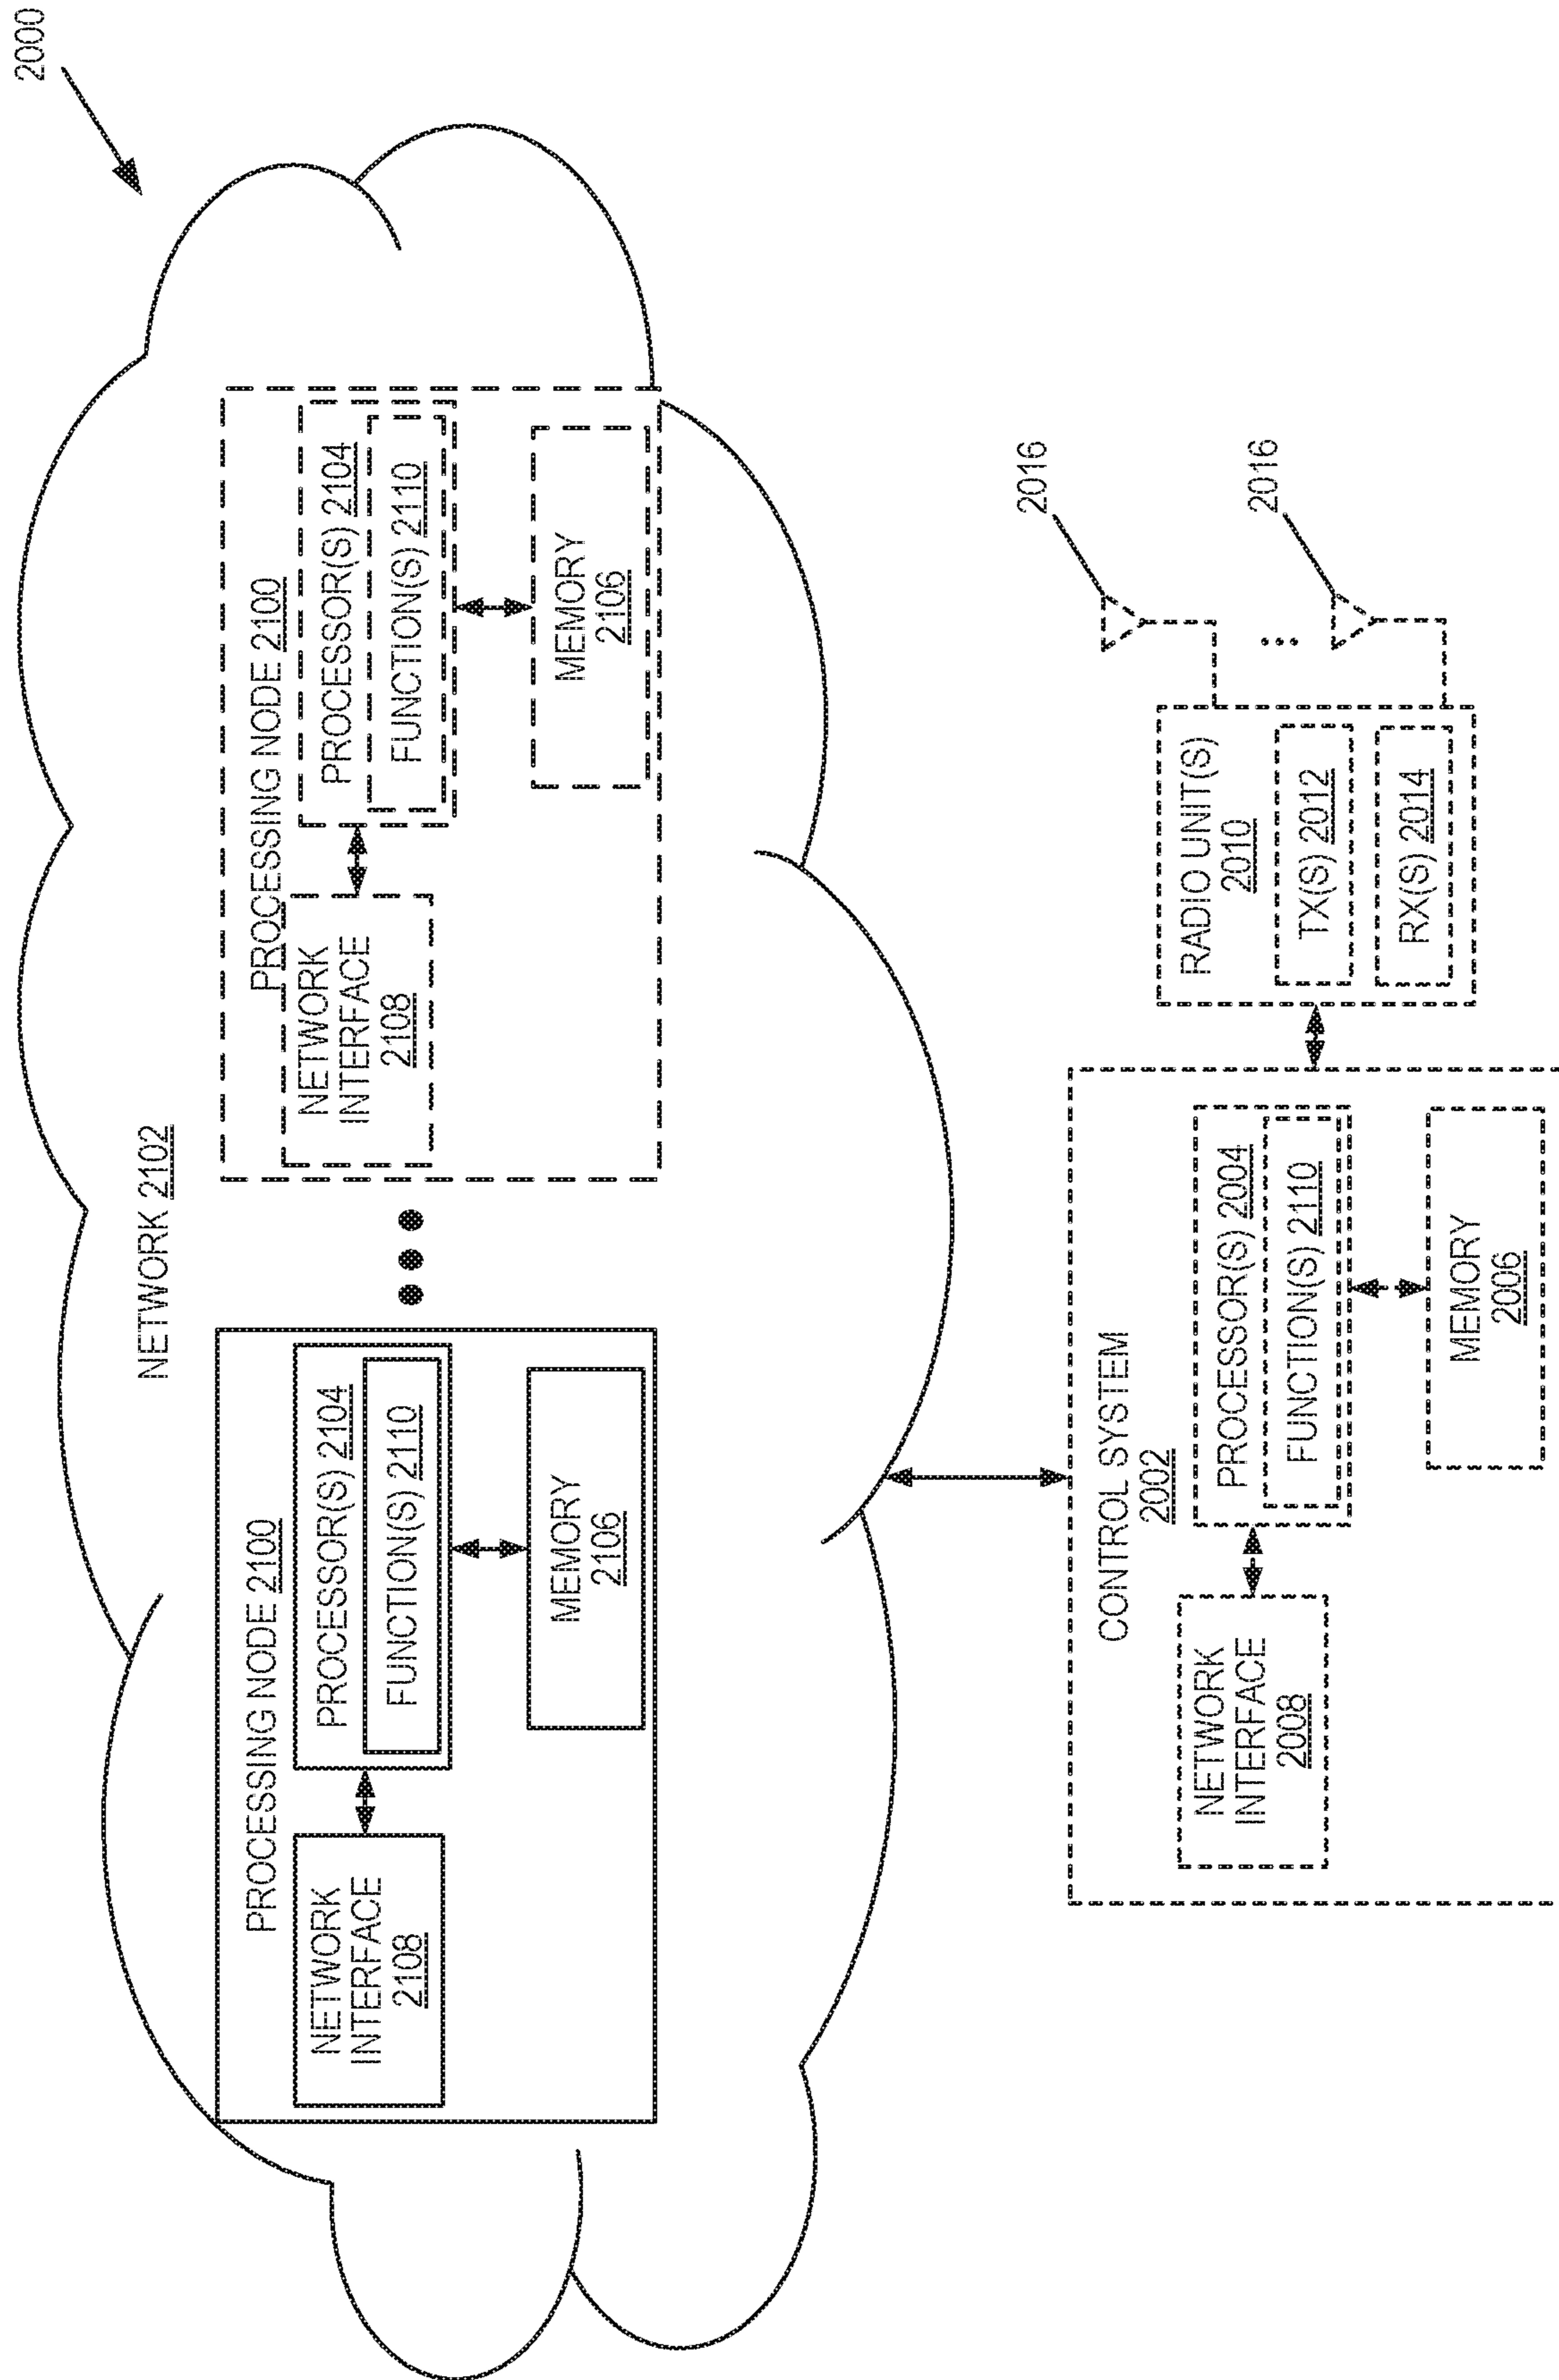 2000
NETWORK 2102
PROCESSING NODE 2100
NETWORK
INTERFACE
2108
PROCESSOR(S) 2104
FUNCTION(S) 2110
MEMORY
2106
PROCESSING NODE 2100
NETWORK
INTERFACE
2108
PROCESSOR(S) 2104
FUNCTION(S) 2110
MEMORY
2106
CONTROL SYSTEM
2002
NETWORK
INTERFACE
2008
PROCESSOR(S) 2004
FUNCTION(S) 2110
MEMORY
2006
RADIO UNIT(S)
2010
TX(S) 2012
RX(S) 2014
2016
2016